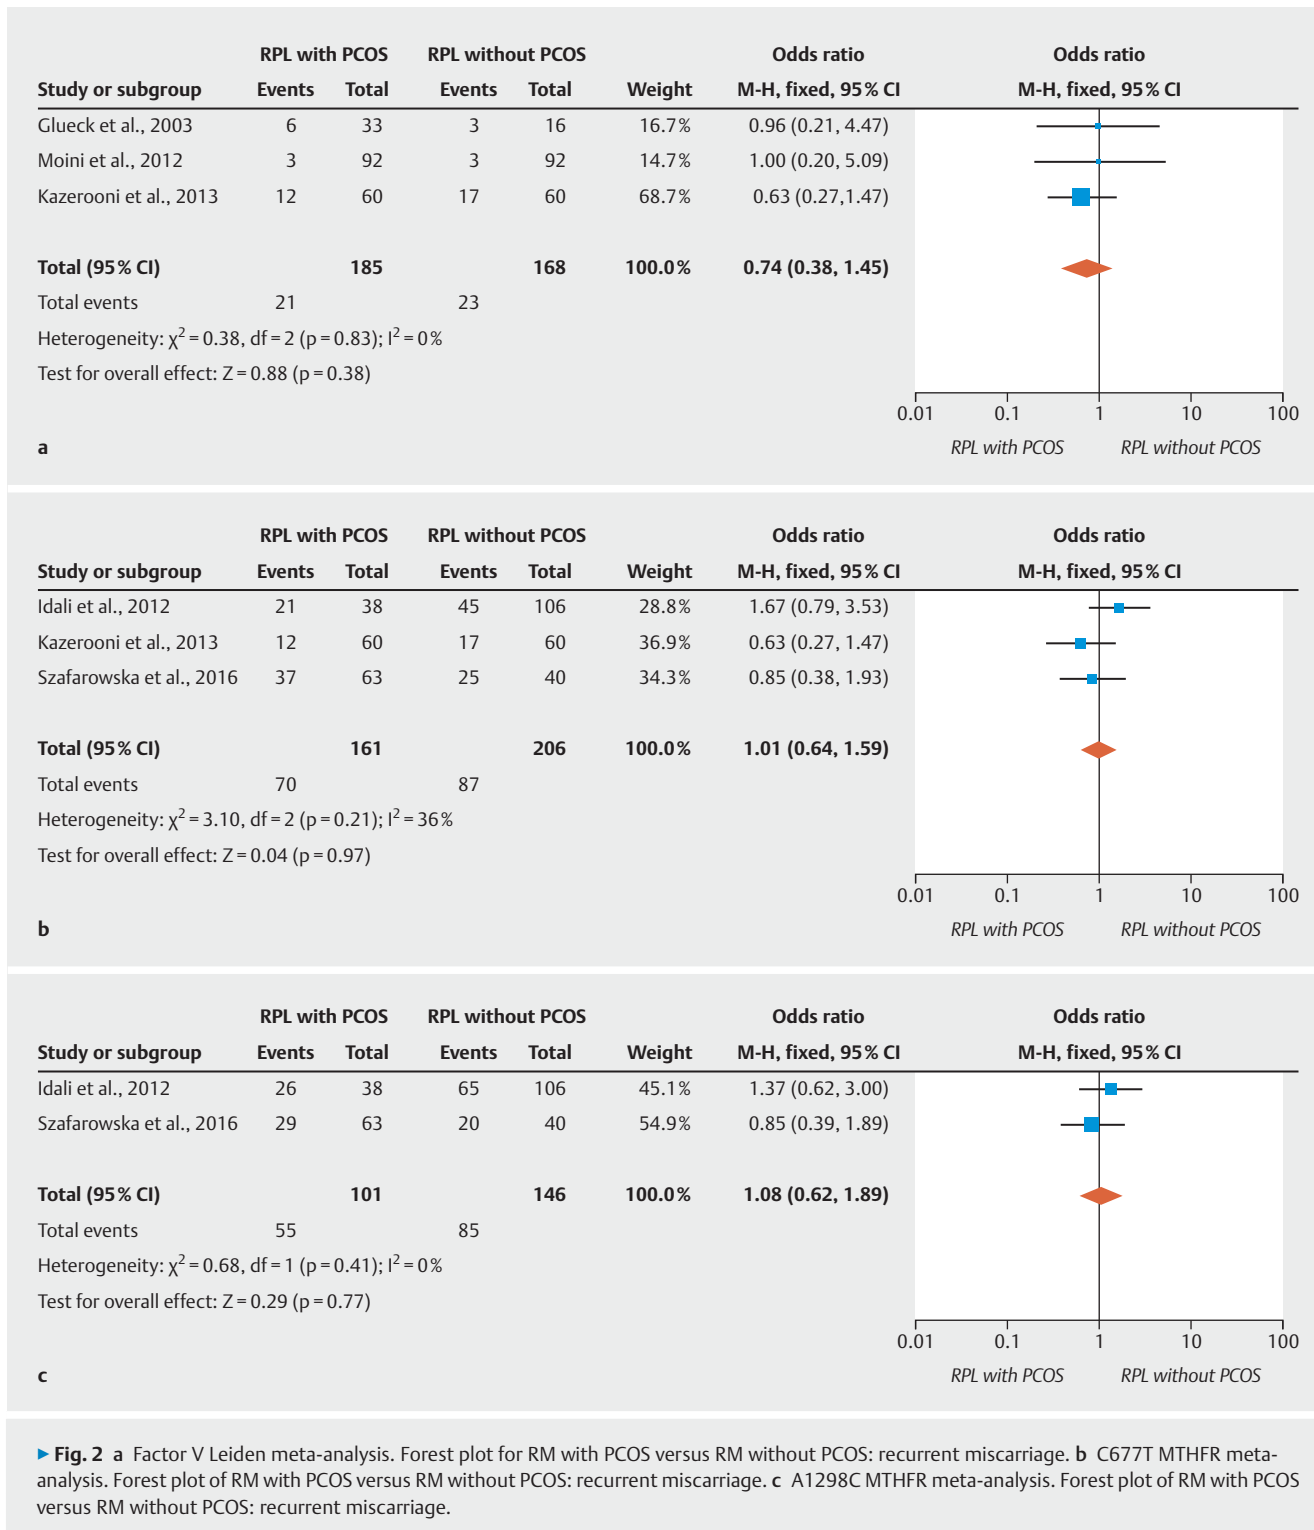 RPL with PCOS RPL without PCOS Odds ratio Odds ratio
Study or subgroup Events Total Events Total Weight M-H, fixed, 95% CI M-H, fixed, 95% CI
Glueck et al., 2003 6 33 3 16 16.7% 0.96 (0.21, 4.47)
Moini et al., 2012 3 92 3 92 14.7% 1.00 (0.20, 5.09)
Kazerooni et al., 2013 12 60 17 60 68.7% 0.63 (0.27,1.47)
Total (95% CI) 185 168 100.0% 0.74 (0.38, 1.45)
Total events 21 23
Heterogeneity: χ² = 0.38, df = 2 (p = 0.83); I² = 0%
Test for overall effect: Z = 0.88 (p = 0.38)
0.01 0.1 1 10 100
a RPL with PCOS RPL without PCOS
RPL with PCOS RPL without PCOS Odds ratio Odds ratio
Study or subgroup Events Total Events Total Weight M-H, fixed, 95% CI M-H, fixed, 95% CI
Idali et al., 2012 21 38 45 106 28.8% 1.67 (0.79, 3.53)
Kazerooni et al., 2013 12 60 17 60 36.9% 0.63 (0.27, 1.47)
Szafarowska et al., 2016 37 63 25 40 34.3% 0.85 (0.38, 1.93)
Total (95% CI) 161 206 100.0% 1.01 (0.64, 1.59)
Total events 70 87
Heterogeneity: χ² = 3.10, df = 2 (p = 0.21); I² = 36%
Test for overall effect: Z = 0.04 (p = 0.97)
0.01 0.1 1 10 100
b RPL with PCOS RPL without PCOS
RPL with PCOS RPL without PCOS Odds ratio Odds ratio
Study or subgroup Events Total Events Total Weight M-H, fixed, 95% CI M-H, fixed, 95% CI
Idali et al., 2012 26 38 65 106 45.1% 1.37 (0.62, 3.00)
Szafarowska et al., 2016 29 63 20 40 54.9% 0.85 (0.39, 1.89)
Total (95% CI) 101 146 100.0% 1.08 (0.62, 1.89)
Total events 55 85
Heterogeneity: χ² = 0.68, df = 1 (p = 0.41); I² = 0%
Test for overall effect: Z = 0.29 (p = 0.77)
0.01 0.1 1 10 100
c RPL with PCOS RPL without PCOS
► Fig. 2 a Factor V Leiden meta-analysis. Forest plot for RM with PCOS versus RM without PCOS: recurrent miscarriage. b C677T MTHFR meta-
analysis. Forest plot of RM with PCOS versus RM without PCOS: recurrent miscarriage. c A1298C MTHFR meta-analysis. Forest plot of RM with PCOS
versus RM without PCOS: recurrent miscarriage.